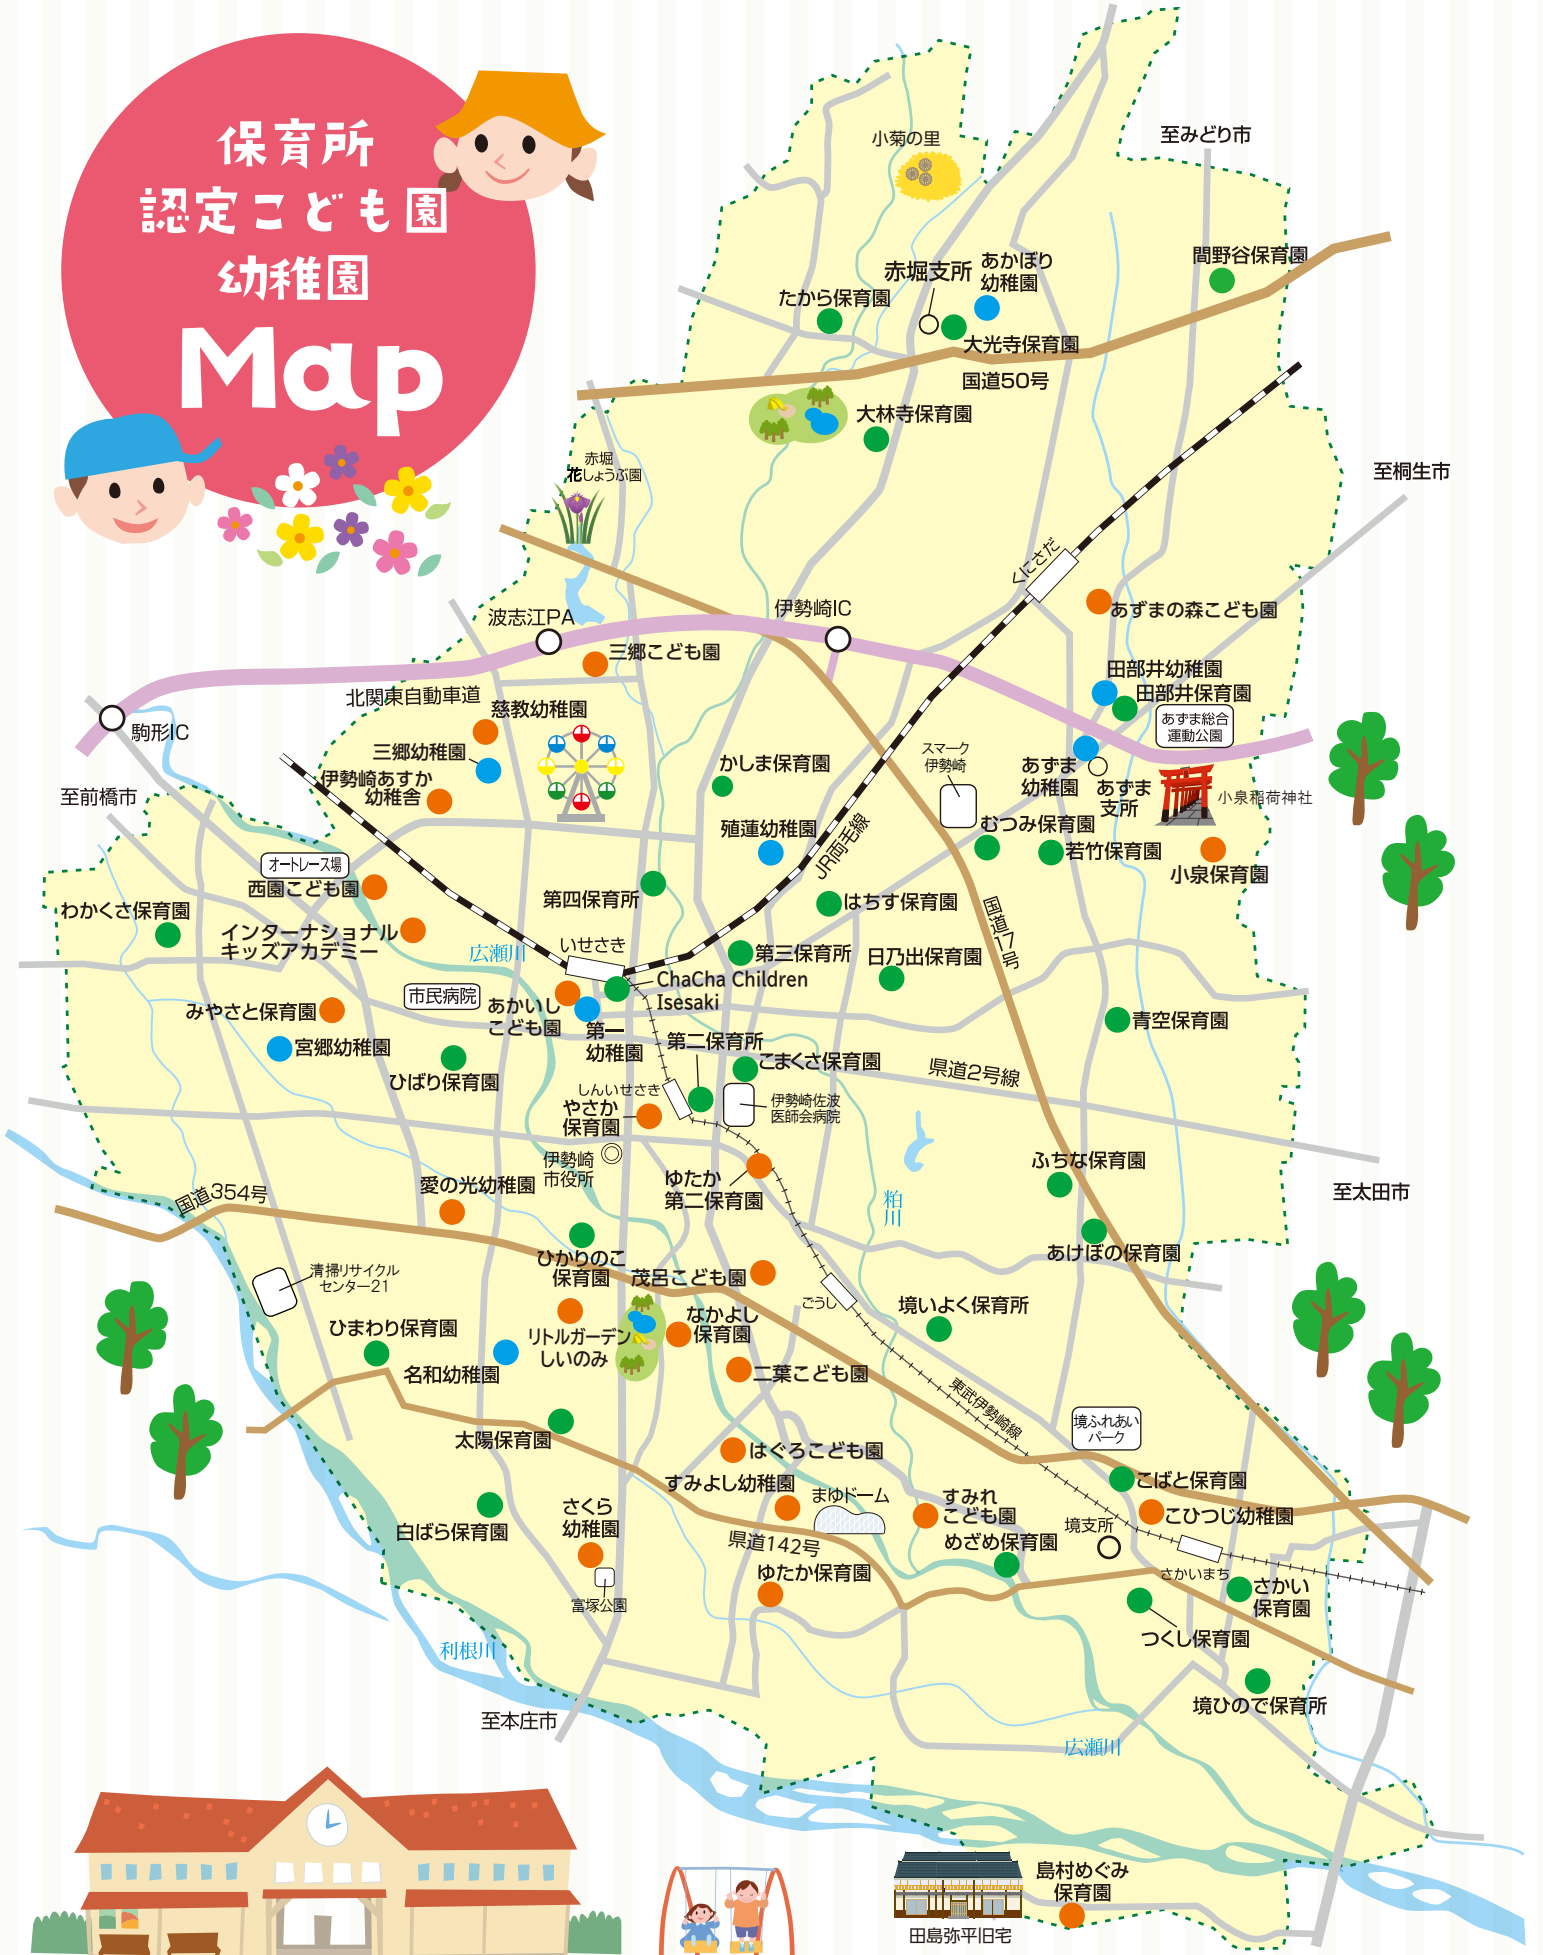 保育所
認定こども園
幼稚園
Map
至みどり市
小菊の里
間野谷保育園
赤堀支所
あかぼり
幼稚園
たから保育園
大光寺保育園
国道50号
大林寺保育園
赤堀
花しょうぶ園
至桐生市
くにさだ
あずまの森こども園
伊勢崎IC
波志江PA
三郷こども園
田部井幼稚園
田部井保育園
北関東自動車道
慈教幼稚園
あずま総合
運動公園
駒形IC
三郷幼稚園
スマーク
伊勢崎
かしま保育園
あずま
幼稚園
伊勢崎あすか
幼稚舎
あずま
支所
小泉稲荷神社
至前橋市
殖蓮幼稚園
JR両毛線
むつみ保育園
若竹保育園
オートレース場
小泉保育園
西園こども園
第四保育所
はちす保育園
わかくさ保育園
国道17号
インターナショナル
キッズアカデミー
広瀬川
いせさき
第三保育所
日乃出保育園
ChaCha Children
Isesaki
市民病院
あかいし
こども園
みやさと保育園
青空保育園
第一
幼稚園
宮郷幼稚園
第二保育所
こまくさ保育園
県道2号線
ひばり保育園
しんいせさき
やさか
保育園
伊勢崎佐波
医師会病院
伊勢崎
市役所
ふちな保育園
ゆたか
第二保育園
愛の光幼稚園
至太田市
国道354号
粕川
あけぼの保育園
ひかりのこ
保育園
清掃リサイクル
センター21
茂呂こども園
ごうし
境いよく保育所
なかよし
保育園
ひまわり保育園
リトルガーデン
しいのみ
名和幼稚園
二葉こども園
東武伊勢崎線
境ふれあい
パーク
太陽保育園
はぐろこども園
すみよし幼稚園
こばと保育園
まゆドーム
すみれ
こども園
さくら
幼稚園
こひつじ幼稚園
白ばら保育園
境支所
県道142号
めざめ保育園
ゆたか保育園
さかいまち
さかい
保育園
富塚公園
つくし保育園
利根川
境ひので保育所
至本庄市
広瀬川
島村めぐみ
保育園
田島弥平旧宅